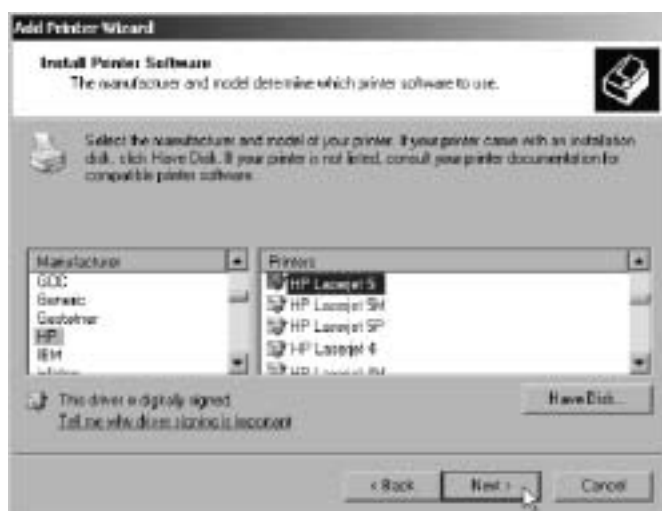 Add Printer Wizard
Install Printer Software
The manufacturer and model determine which printer software to use.
Select the manufacturer and model of your printer. If your printer came with an installation
disk, click Have Disk. If your printer is not listed, consult your printer documentation for
compatible printer software.
Manufacturer
GCC
Generic
Gestetner
HP
IBM
Printers
HP LaserJet 5
HP LaserJet 5M
HP LaserJet 5P
HP LaserJet 6
HP LaserJet
This driver is digitally signed.
Tell me why driver signing is important
Have Disk...
< Back
Next >
Cancel